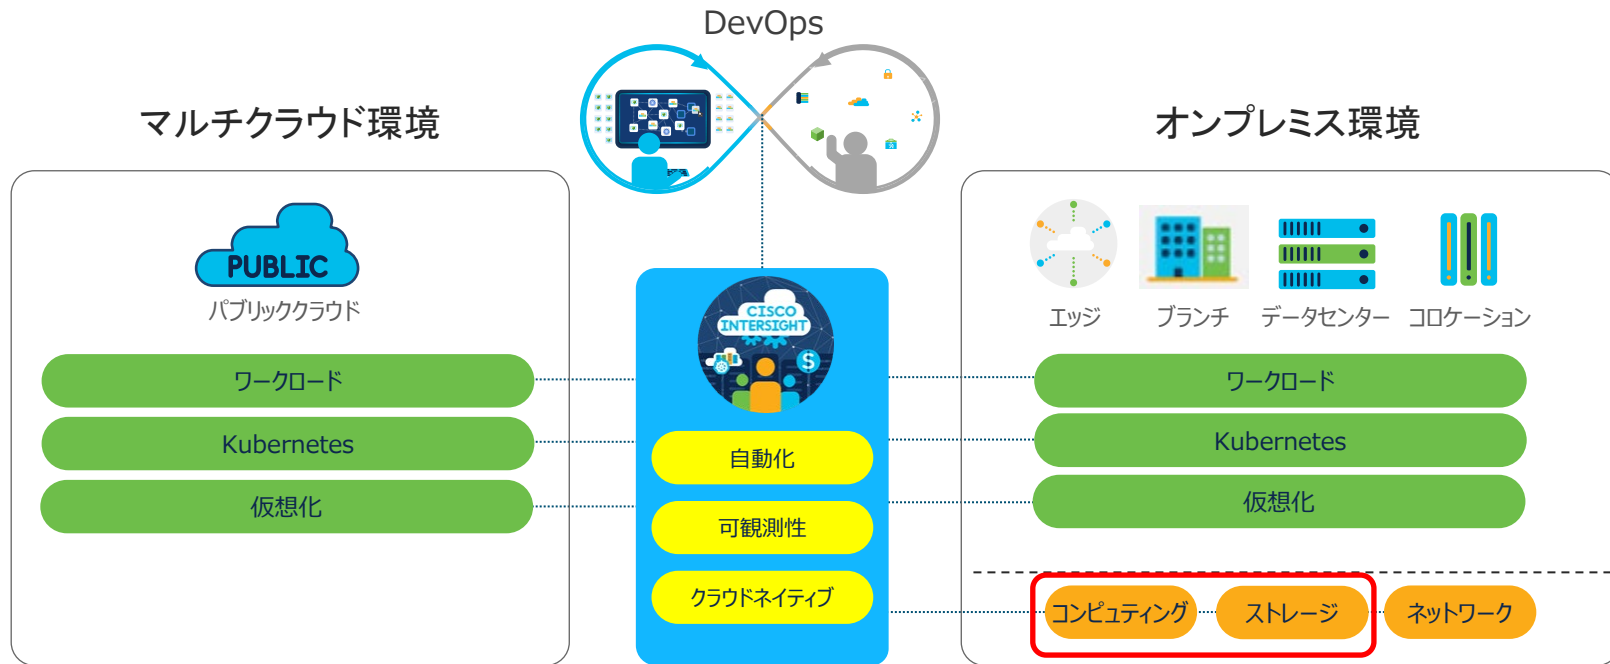 DevOps
マルチクラウド環境
オンプレミス環境
PUBLIC
パブリッククラウド
CISCO
INTERSIGHT
$
エッジ
ブランチ
データセンター
コロケーション
ワークロード
Kubernetes
仮想化
自動化
可観測性
クラウドネイティブ
ワークロード
Kubernetes
仮想化
コンピュティング
ストレージ
ネットワーク